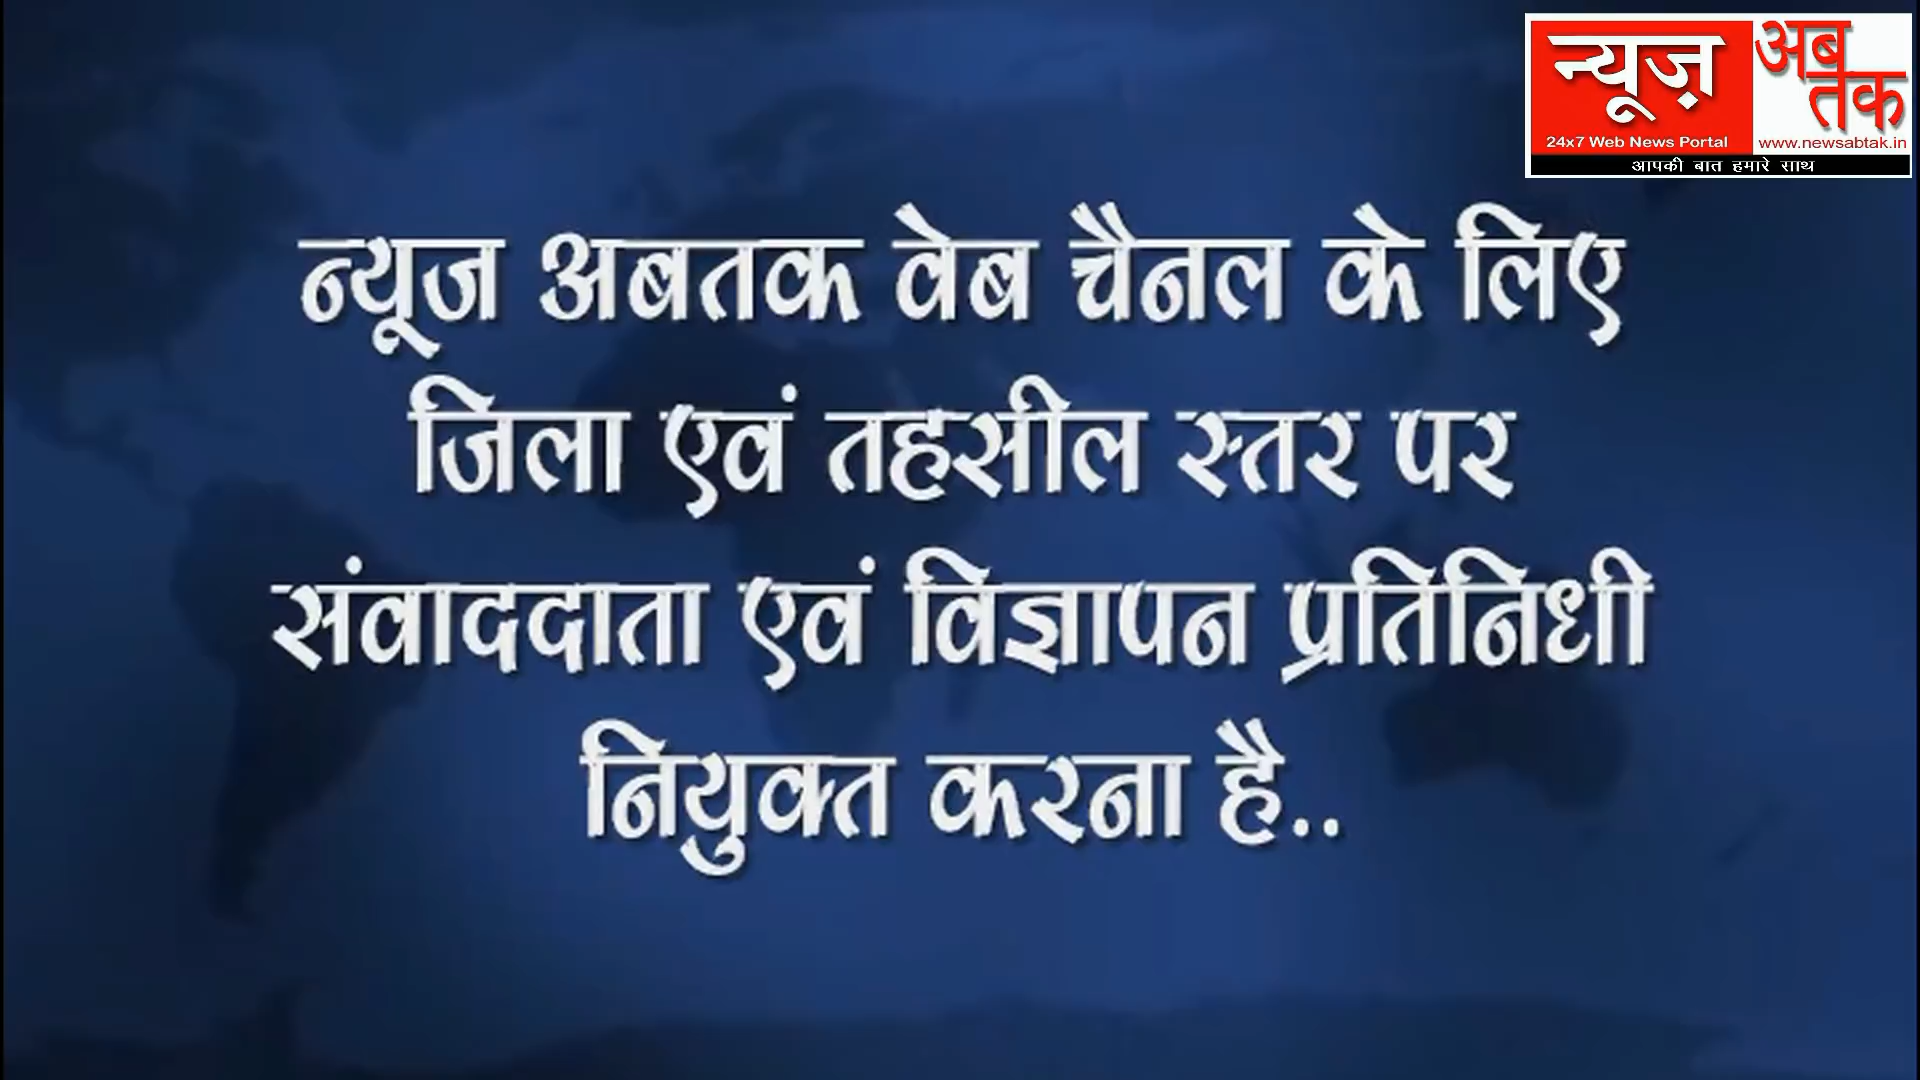 न्यूज़
अब
तक
24x7 Web News Portal
www.newsabtak.in
आपकी बात हमारे साथ
न्यूज अबतक वेब चैनल के लिए
जिला एवं तहसील स्तर पर
संवाददाता एवं विज्ञापन प्रतिनिधी
नियुक्त करना है..